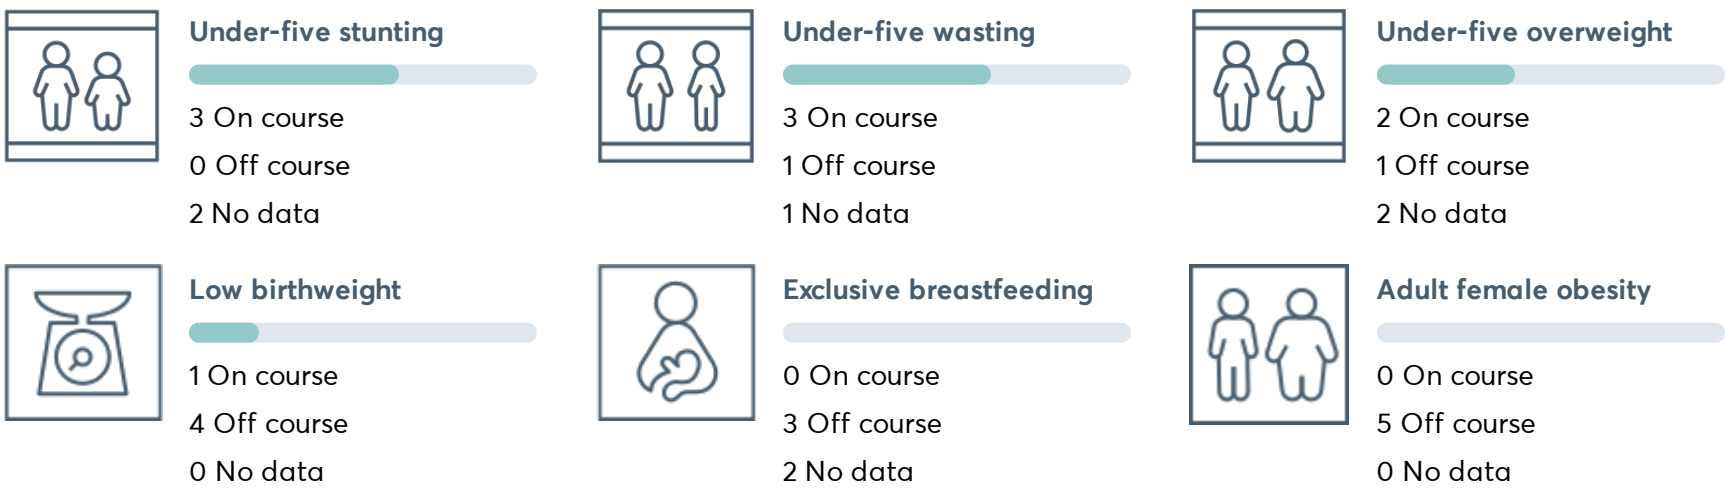 Under-five stunting
3 On course
0 Off course
2 No data
Under-five wasting
3 On course
1 Off course
1 No data
Under-five overweight
2 On course
1 Off course
2 No data
Low birthweight
1 On course
4 Off course
0 No data
Exclusive breastfeeding
0 On course
3 Off course
2 No data
Adult female obesity
0 On course
5 Off course
0 No data